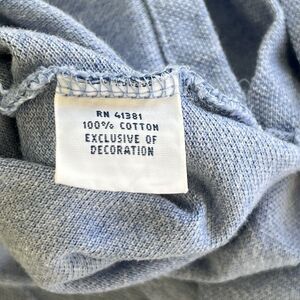 RN 41381
100% COTTON
EXCLUSIVE OF
DECORATION